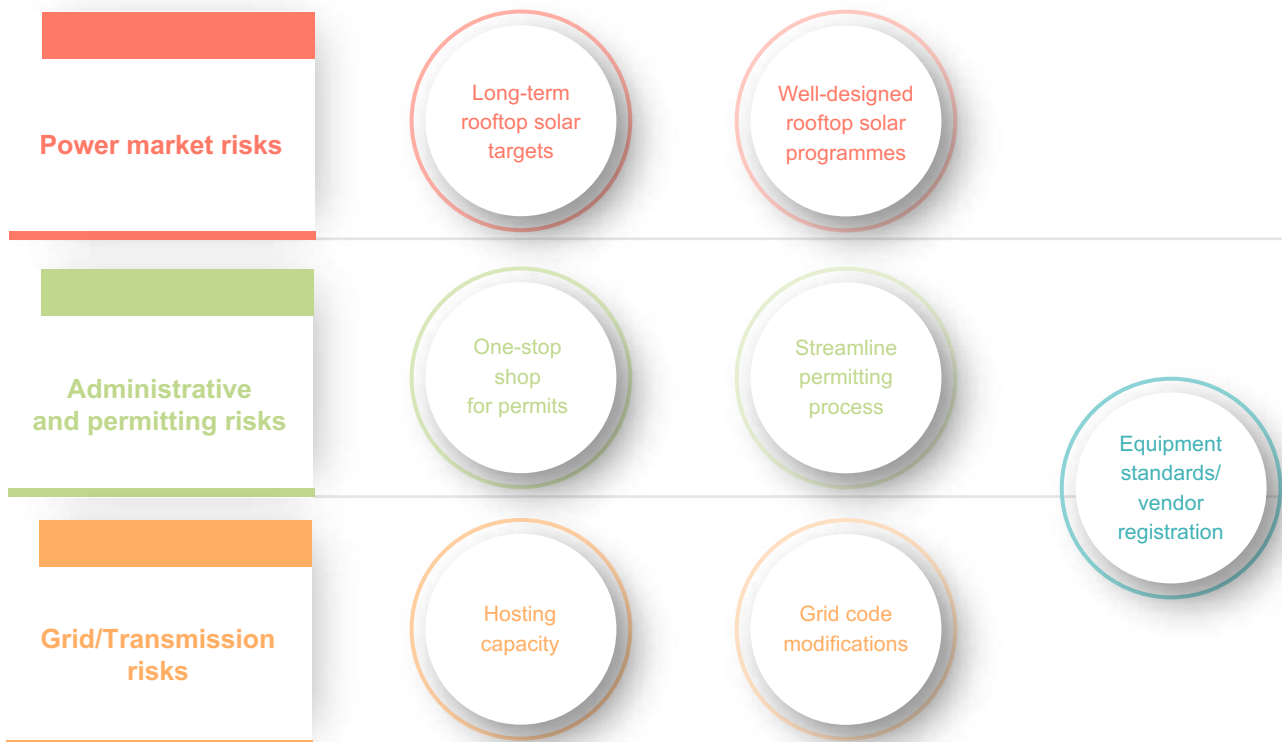 Power market risks
Long-term
rooftop solar
targets
Well-designed
rooftop solar
programmes
Administrative
and permitting risks
One-stop
shop
for permits
Streamline
permitting
process
Equipment
standards/
vendor
registration
Grid/Transmission
risks
Hosting
capacity
Grid code
modifications